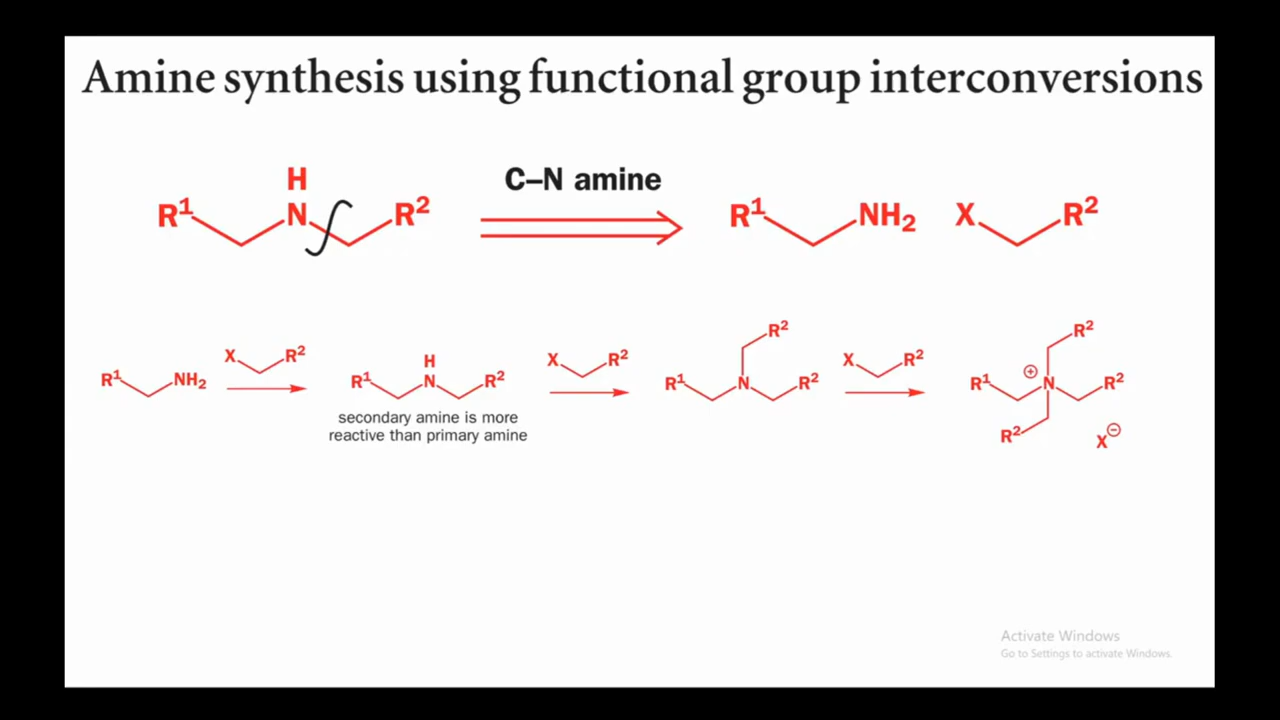 Amine synthesis using functional group interconversions
H
R¹ N R²
C–N amine
R¹ NH₂ X R²
R¹ NH₂
X R²
H
R¹ N R²
secondary amine is more
reactive than primary amine
X R²
R²
R¹ N R²
X R²
R²
⊕
R¹ N R²
R²
X⊖
Activate Windows
Go to Settings to activate Windows.